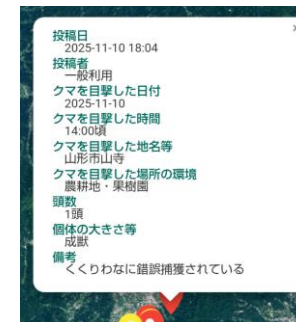 投稿日
2025-11-10 18:04
投稿者
一般利用
クマを目撃した日付
2025-11-10
クマを目撃した時間
14:00頃
クマを目撃した地名等
山形市山寺
クマを目撃した場所の環境
農耕地・果樹園
頭数
1頭
個体の大きさ等
成獣
備考
くくりわなに錯誤捕獲されている